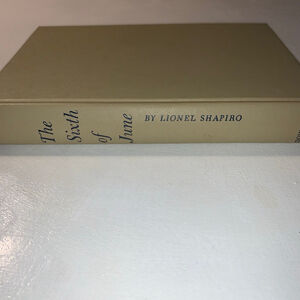 The
Sixth
of
June
BY LIONEL SHAPIRO